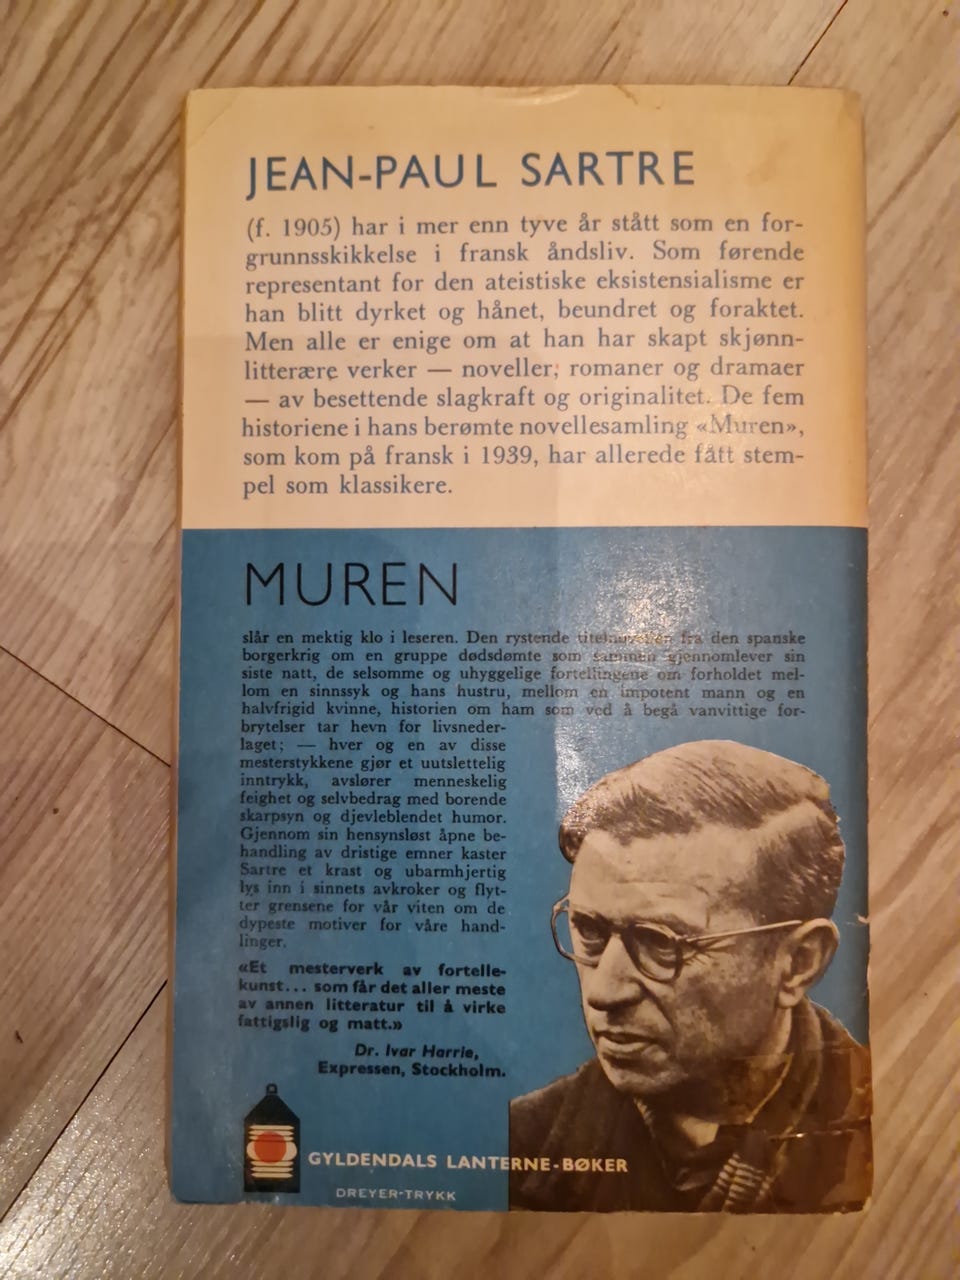 JEAN-PAUL SARTRE
(f. 1905) har i mer enn tyve år stått som en for-
grunnsskikkelse i fransk åndsliv. Som førende
representant for den ateistiske eksistensialisme er
han blitt dyrket og hånet, beundret og foraktet.
Men alle er enige om at han har skapt skjønn-
litterære verker — noveller, romaner og dramaer
— av besettende slagkraft og originalitet. De fem
historiene i hans berømte novellesamling «Muren»,
som kom på fransk i 1939, har allerede fått stem-
pel som klassikere.
MUREN
slår en mektig klo i leseren. Den rystende titelnovellen fra den spanske
borgerkrig om en gruppe dødsdømte som sammen gjennomlever sin
siste natt, de selsomme og uhyggelige fortellingene om forholdet mel-
lom en sinnssyk og hans hustru, mellom en impotent mann og en
halvfrigid kvinne, historien om ham som ved å begå vanvittige for-
brytelser tar hevn for livsneder-
laget; — hver og en av disse
mesterstykkene gjør et uutslettelig
inntrykk, avslører menneskelig
feighet og selvbedrag med borende
skarpsyn og djevleblendet humor.
Gjennom sin hensynsløst åpne be-
handling av dristige emner kaster
Sartre et krast og ubarmhjertig
lys inn i sinnets avkroker og flyt-
ter grensene for vår viten om de
dypeste motiver for våre hand-
linger.
«Et mesterverk av fortelle-
kunst... som får det aller meste
av annen litteratur til å virke
fattigslig og matt.»
Dr. Ivar Harrie,
Expressen, Stockholm.
GYLDENDALS LANTERNE-BØKER
DREYER-TRYKK